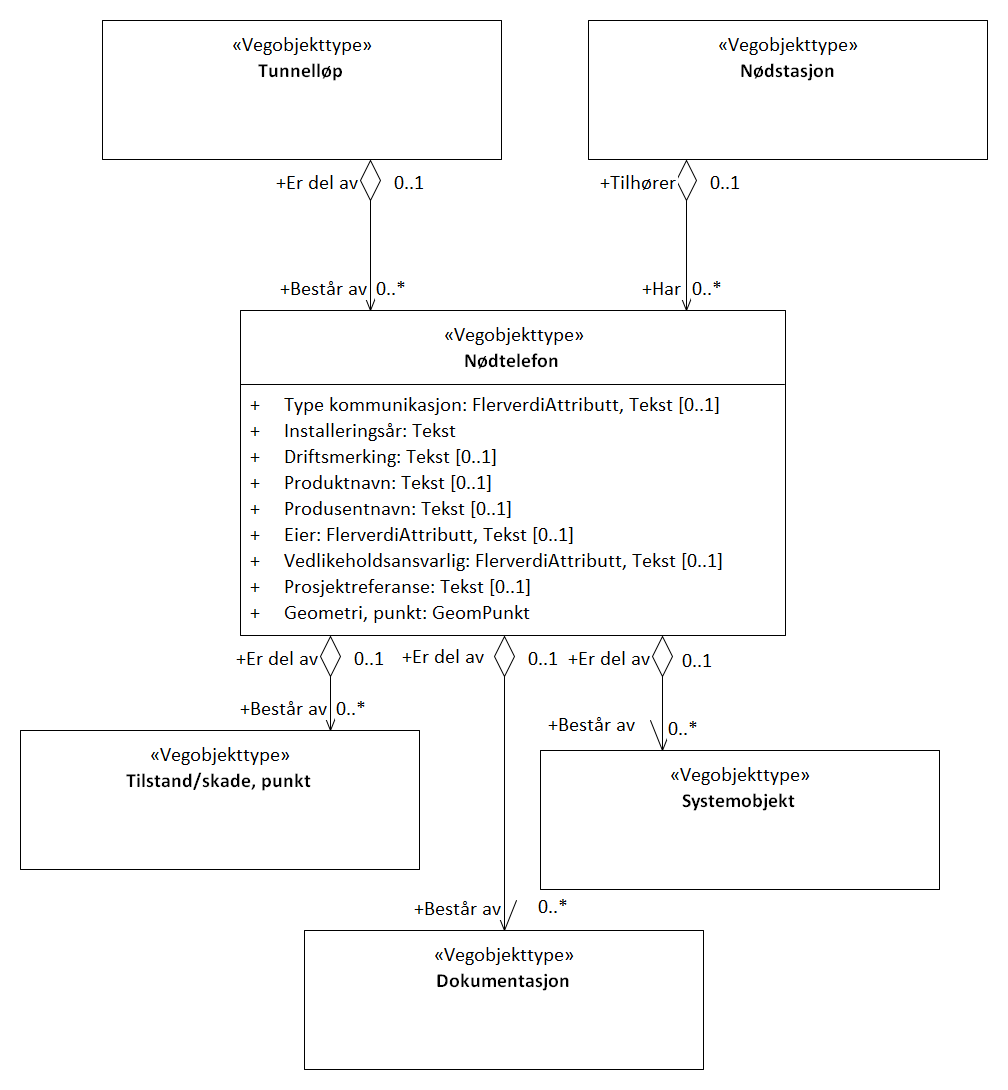 «Vegobjekttype»
Tunnelløp
«Vegobjekttype»
Nødstasjon
+Er del av
0..1
+Tilhører
0..1
+Består av
0..*
+Har
0..*
«Vegobjekttype»
Nødtelefon
+ Type kommunikasjon: FlerverdiAttributt, Tekst [0..1]
+ Installeringsår: Tekst
+ Driftsmerking: Tekst [0..1]
+ Produktnavn: Tekst [0..1]
+ Produsentnavn: Tekst [0..1]
+ Eier: FlerverdiAttributt, Tekst [0..1]
+ Vedlikeholdsansvarlig: FlerverdiAttributt, Tekst [0..1]
+ Prosjektreferanse: Tekst [0..1]
+ Geometri, punkt: GeomPunkt
+Er del av
0..1
+Er del av
0..1
+Er del av
0..1
+Består av
0..*
+Består av
0..*
«Vegobjekttype»
Tilstand/skade, punkt
«Vegobjekttype»
Systemobjekt
+Består av
0..*
«Vegobjekttype»
Dokumentasjon